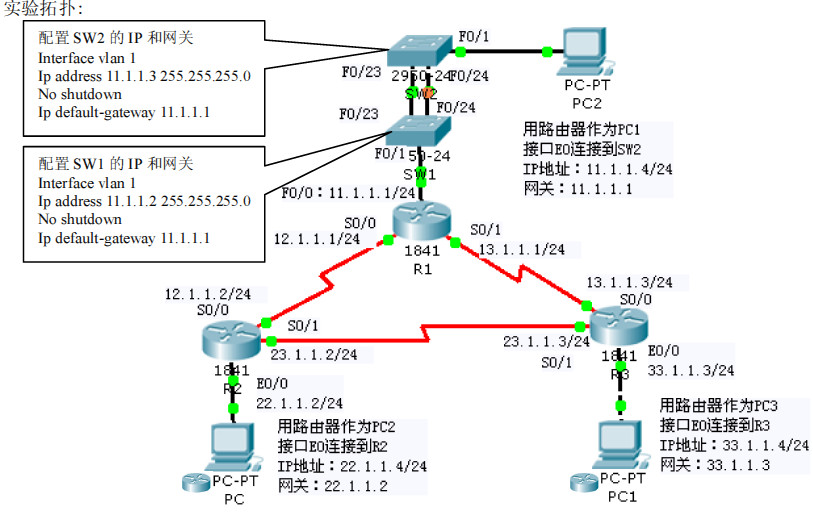 实验拓扑:
配置 SW2 的 IP 和网关
Interface vlan 1
Ip address 11.1.1.3 255.255.255.0
No shutdown
Ip default-gateway 11.1.1.1
配置 SW1 的 IP 和网关
Interface vlan 1
Ip address 11.1.1.2 255.255.255.0
No shutdown
Ip default-gateway 11.1.1.1
F0/1
F0/23
2950-24
F0/24
SW2
PC-PT
PC2
F0/23
F0/24
F0/1
50-24
SW1
用路由器作为PC1
接口E0连接到SW2
IP地址:11.1.1.4/24
网关:11.1.1.1
F0/0:11.1.1.1/24
S0/0
12.1.1.1/24
1841
R1
S0/1
13.1.1.1/24
12.1.1.2/24
S0/0
13.1.1.3/24
S0/0
S0/1
23.1.1.2/24
23.1.1.3/24
S0/1
1841
R2
E0/0
22.1.1.2/24
1841
R3
E0/0
33.1.1.3/24
用路由器作为PC2
接口E0连接到R2
IP地址:22.1.1.4/24
网关:22.1.1.2
PC-PT
PC
用路由器作为PC3
接口E0连接到R3
IP地址:33.1.1.4/24
网关:33.1.1.3
PC-PT
PC1